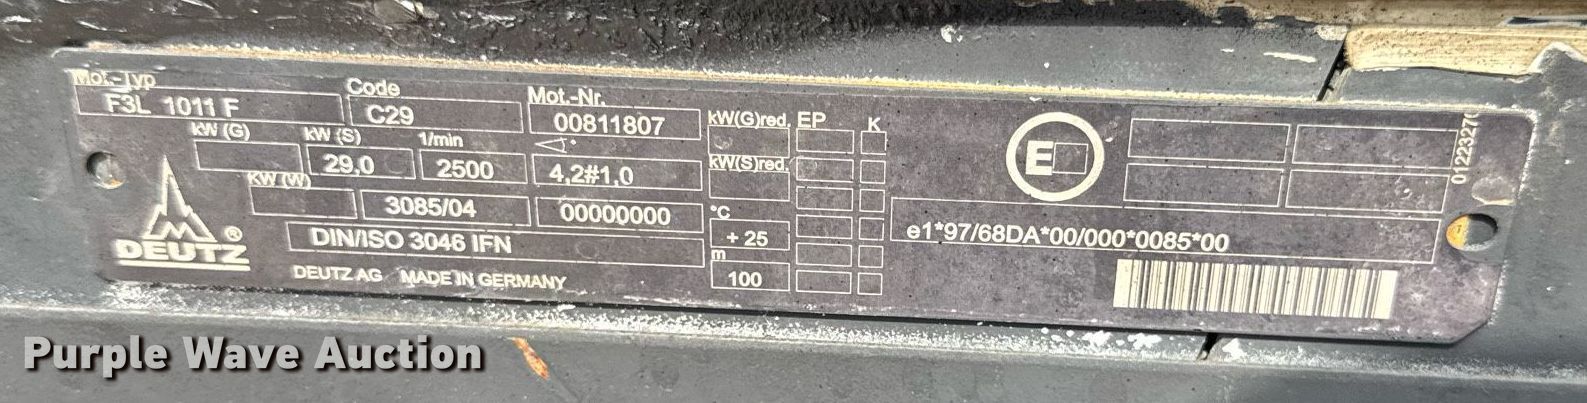 Mot.-Typ Code Mot.-Nr.
F3L 1011 F C29 00811807
kW(G)red. EP K
kW (G) kW (S) 1/min °
29,0 2500 4,2#1,0
kW(S)red.
KW (W)
3085/04 00000000
°C
+ 25
DIN/ISO 3046 IFN
m
100
DEUTZ®
DEUTZ AG MADE IN GERMANY
E
e1*97/68DA*00/000*0085*00
Purple Wave Auction